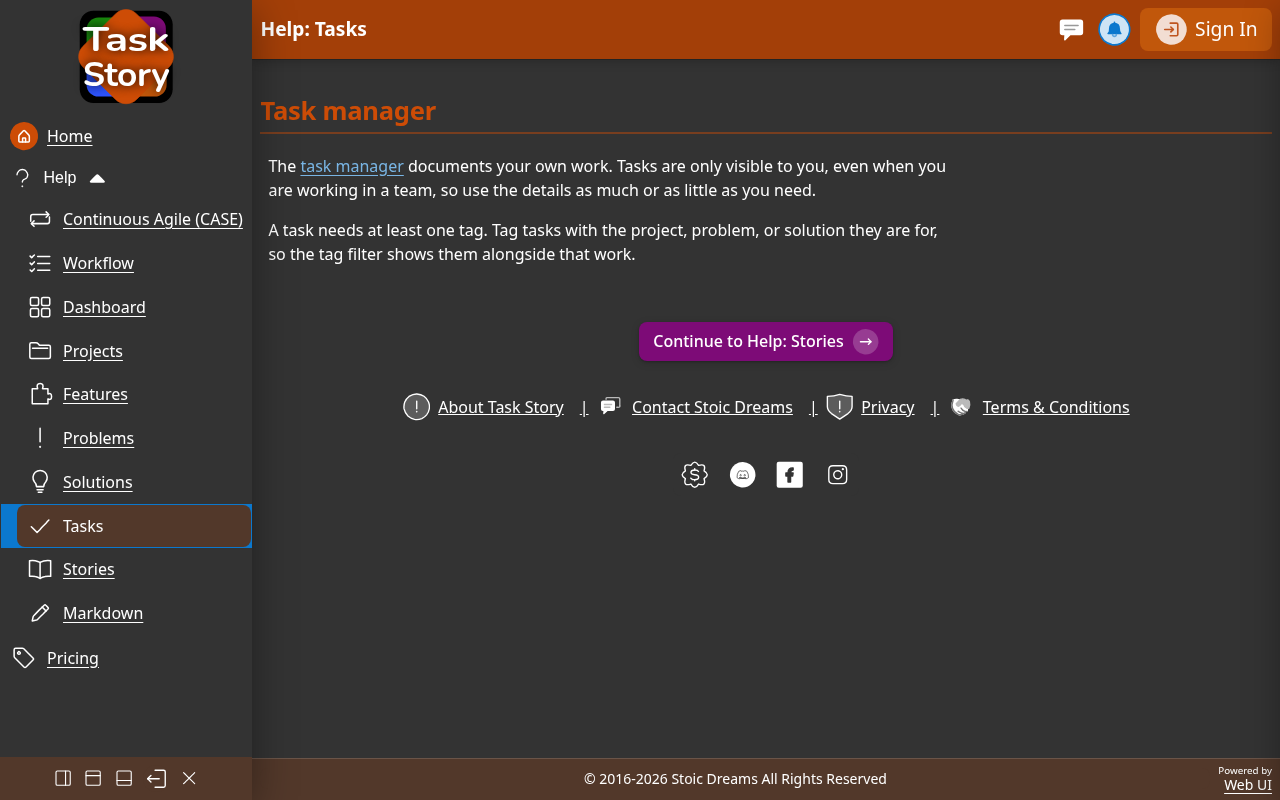 Task
Story
Home
Help
Continuous Agile (CASE)
Workflow
Dashboard
Projects
Features
Problems
Solutions
Tasks
Stories
Markdown
Pricing
Help: Tasks
Sign In
Task manager
The task manager documents your own work. Tasks are only visible to you, even when you
are working in a team, so use the details as much or as little as you need.
A task needs at least one tag. Tag tasks with the project, problem, or solution they are for,
so the tag filter shows them alongside that work.
Continue to Help: Stories
About Task Story | Contact Stoic Dreams | Privacy | Terms & Conditions
© 2016-2026 Stoic Dreams All Rights Reserved
Powered by
Web UI